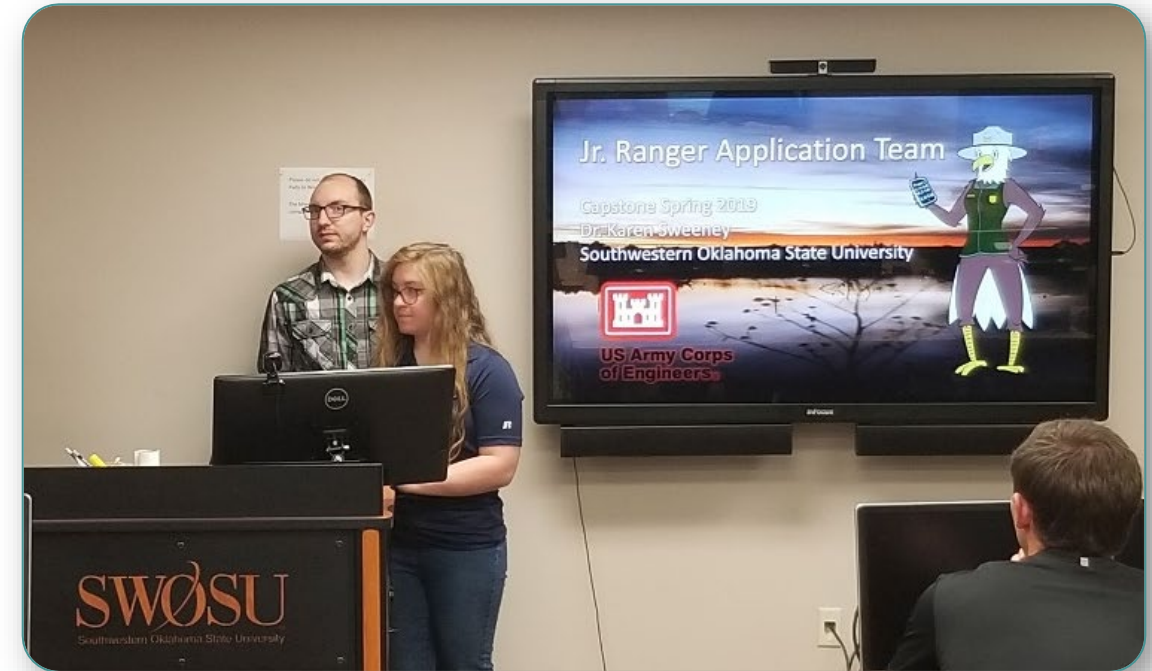 Jr. Ranger Application Team
Capstone Spring 2019
Dr. Karen Sweeney
Southwestern Oklahoma State University
US Army Corps
of Engineers
DELL
InFocus
SWOSU
Southwestern Oklahoma State University